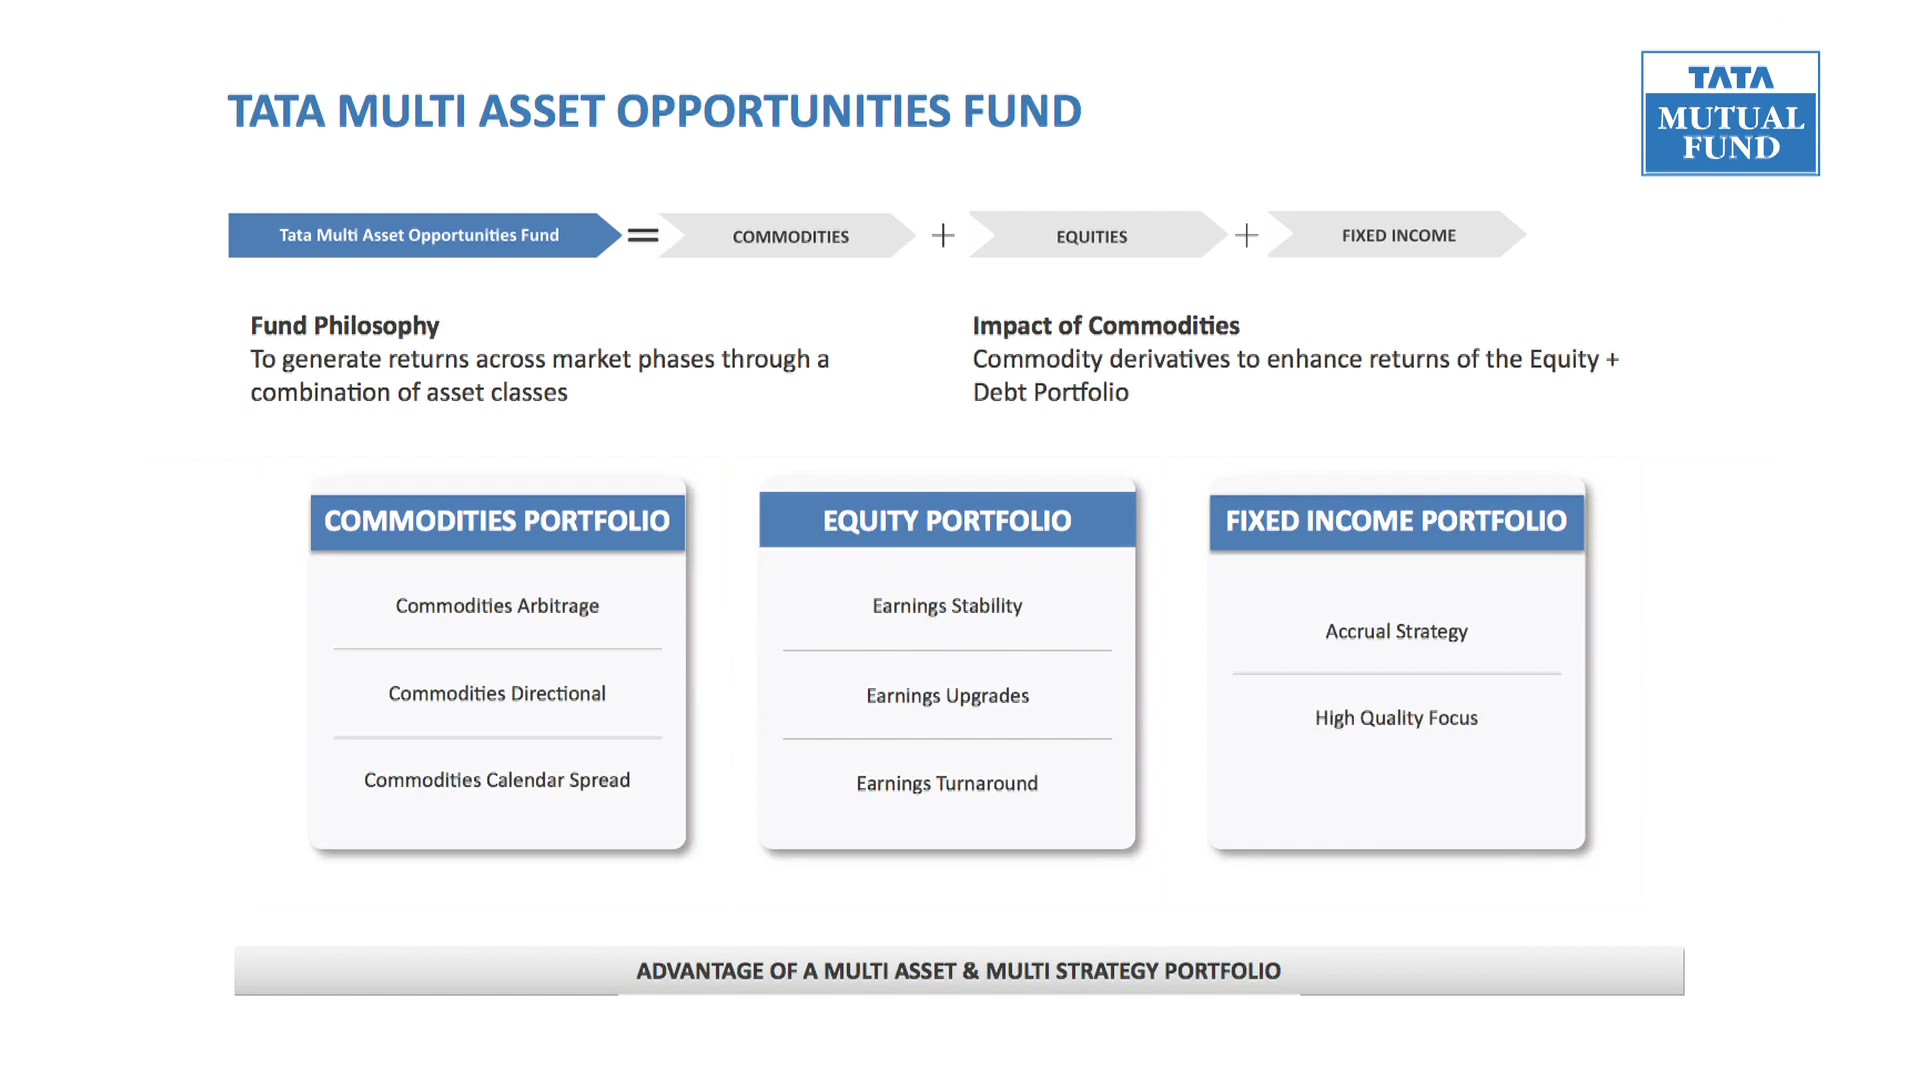 TATA MULTI ASSET OPPORTUNITIES FUND
TATA
MUTUAL
FUND
Tata Multi Asset Opportunities Fund = COMMODITIES + EQUITIES + FIXED INCOME
Fund Philosophy
To generate returns across market phases through a
combination of asset classes
Impact of Commodities
Commodity derivatives to enhance returns of the Equity +
Debt Portfolio
COMMODITIES PORTFOLIO
Commodities Arbitrage
Commodities Directional
Commodities Calendar Spread
EQUITY PORTFOLIO
Earnings Stability
Earnings Upgrades
Earnings Turnaround
FIXED INCOME PORTFOLIO
Accrual Strategy
High Quality Focus
ADVANTAGE OF A MULTI ASSET & MULTI STRATEGY PORTFOLIO